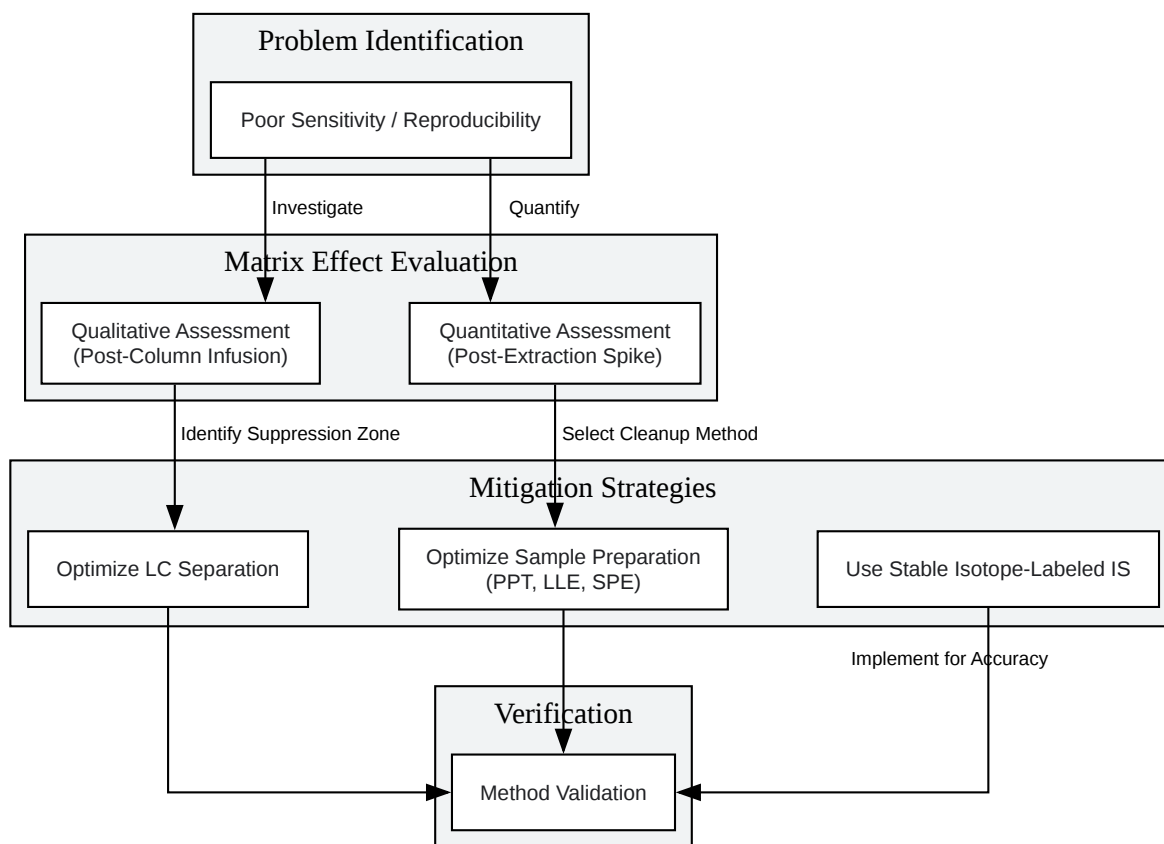 Problem Identification
Poor Sensitivity / Reproducibility
Investigate
Quantify
Matrix Effect Evaluation
Qualitative Assessment
(Post-Column Infusion)
Quantitative Assessment
(Post-Extraction Spike)
Identify Suppression Zone
Select Cleanup Method
Mitigation Strategies
Optimize LC Separation
Optimize Sample Preparation
(PPT, LLE, SPE)
Use Stable Isotope-Labeled IS
Implement for Accuracy
Verification
Method Validation